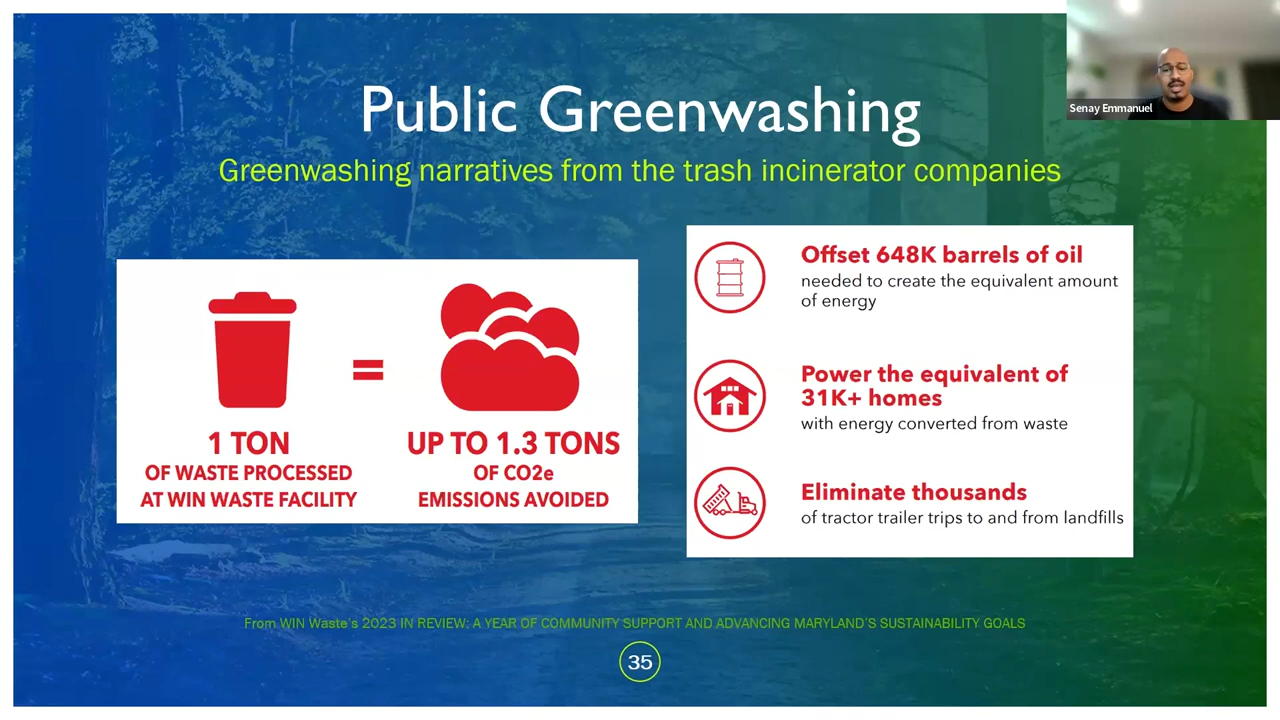 Public Greenwashing
Greenwashing narratives from the trash incinerator companies
Senay Emmanuel
1 TON
OF WASTE PROCESSED
AT WIN WASTE FACILITY
=
UP TO 1.3 TONS
OF CO2e
EMISSIONS AVOIDED
Offset 648K barrels of oil
needed to create the equivalent amount
of energy
Power the equivalent of
31K+ homes
with energy converted from waste
Eliminate thousands
of tractor trailer trips to and from landfills
From WIN Waste's 2023 IN REVIEW: A YEAR OF COMMUNITY SUPPORT AND ADVANCING MARYLAND'S SUSTAINABILITY GOALS
35